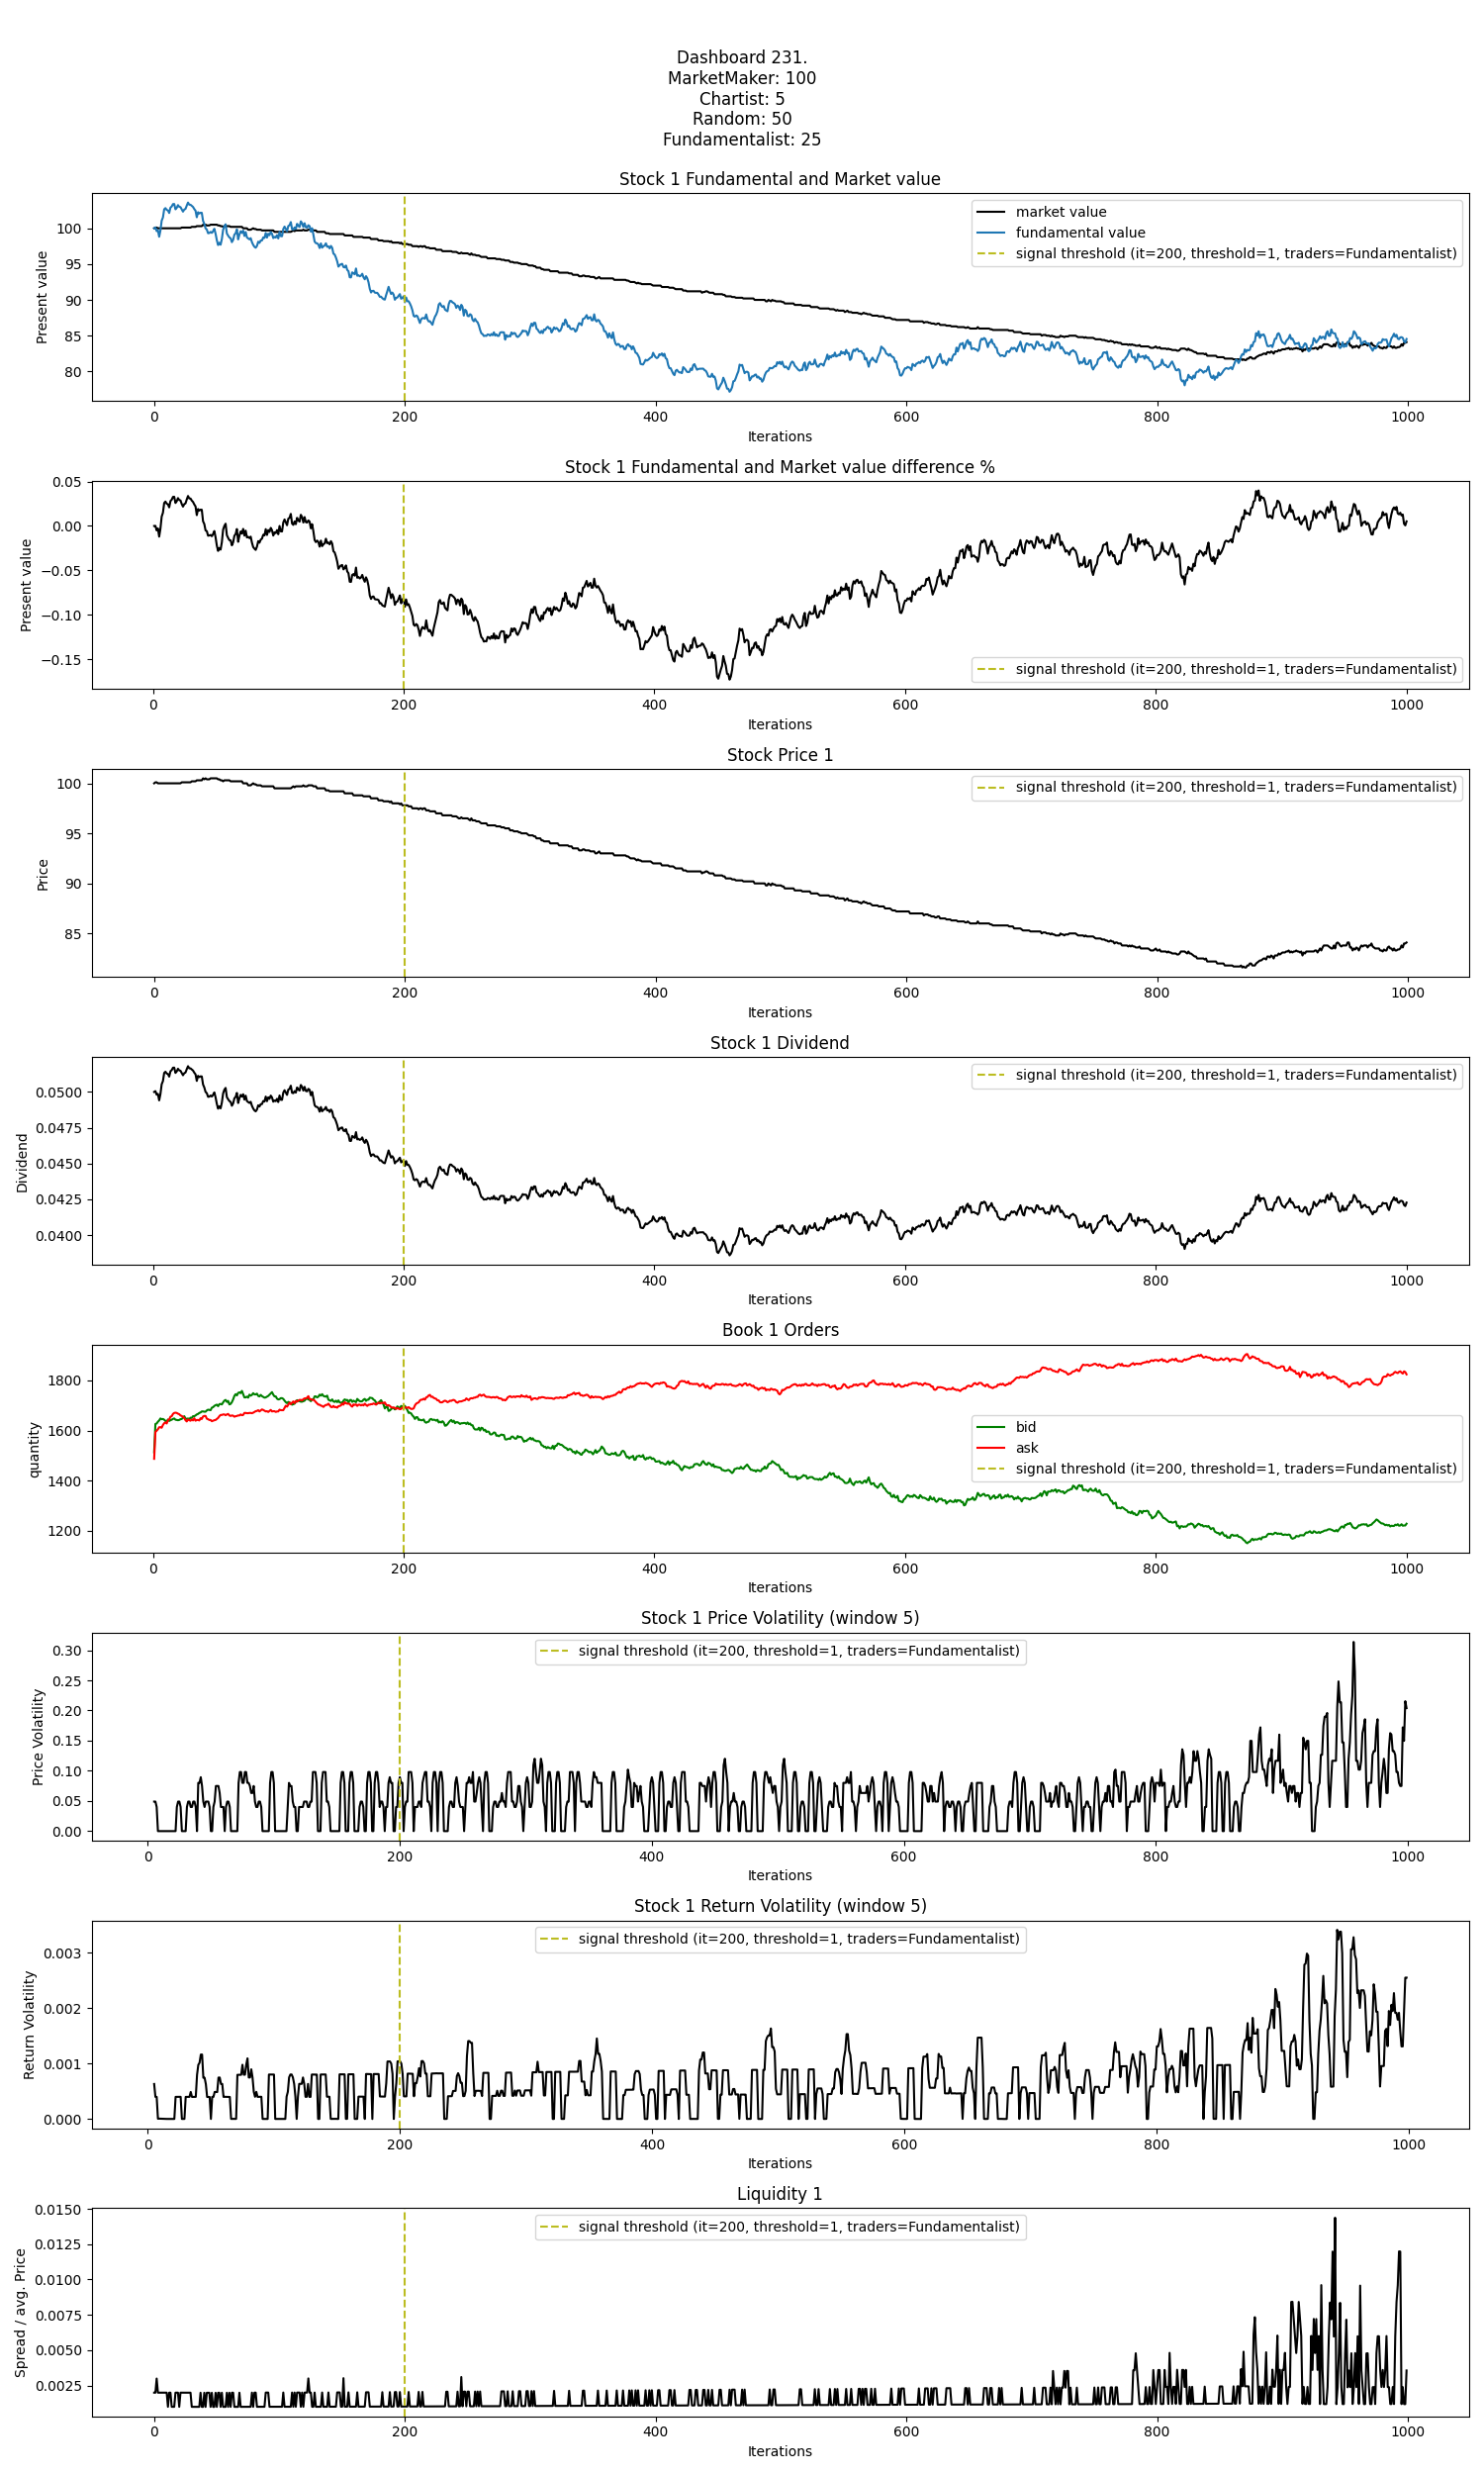 Dashboard 231.
MarketMaker: 100
Chartist: 5
Random: 50
Fundamentalist: 25
Stock 1 Fundamental and Market value
market value
fundamental value
signal threshold (it=200, threshold=1, traders=Fundamentalist)
Present value
100
95
90
85
80
0 200 400 600 800 1000
Iterations
Stock 1 Fundamental and Market value difference %
Present value
0.05
0.00
−0.05
−0.10
−0.15
signal threshold (it=200, threshold=1, traders=Fundamentalist)
0 200 400 600 800 1000
Iterations
Stock Price 1
signal threshold (it=200, threshold=1, traders=Fundamentalist)
Price
100
95
90
85
0 200 400 600 800 1000
Iterations
Stock 1 Dividend
signal threshold (it=200, threshold=1, traders=Fundamentalist)
Dividend
0.0500
0.0475
0.0450
0.0425
0.0400
0 200 400 600 800 1000
Iterations
Book 1 Orders
quantity
1800
1600
1400
1200
bid
ask
signal threshold (it=200, threshold=1, traders=Fundamentalist)
0 200 400 600 800 1000
Iterations
Stock 1 Price Volatility (window 5)
signal threshold (it=200, threshold=1, traders=Fundamentalist)
Price Volatility
0.30
0.25
0.20
0.15
0.10
0.05
0.00
0 200 400 600 800 1000
Iterations
Stock 1 Return Volatility (window 5)
signal threshold (it=200, threshold=1, traders=Fundamentalist)
Return Volatility
0.003
0.002
0.001
0.000
0 200 400 600 800 1000
Iterations
Liquidity 1
signal threshold (it=200, threshold=1, traders=Fundamentalist)
Spread / avg. Price
0.0150
0.0125
0.0100
0.0075
0.0050
0.0025
0 200 400 600 800 1000
Iterations